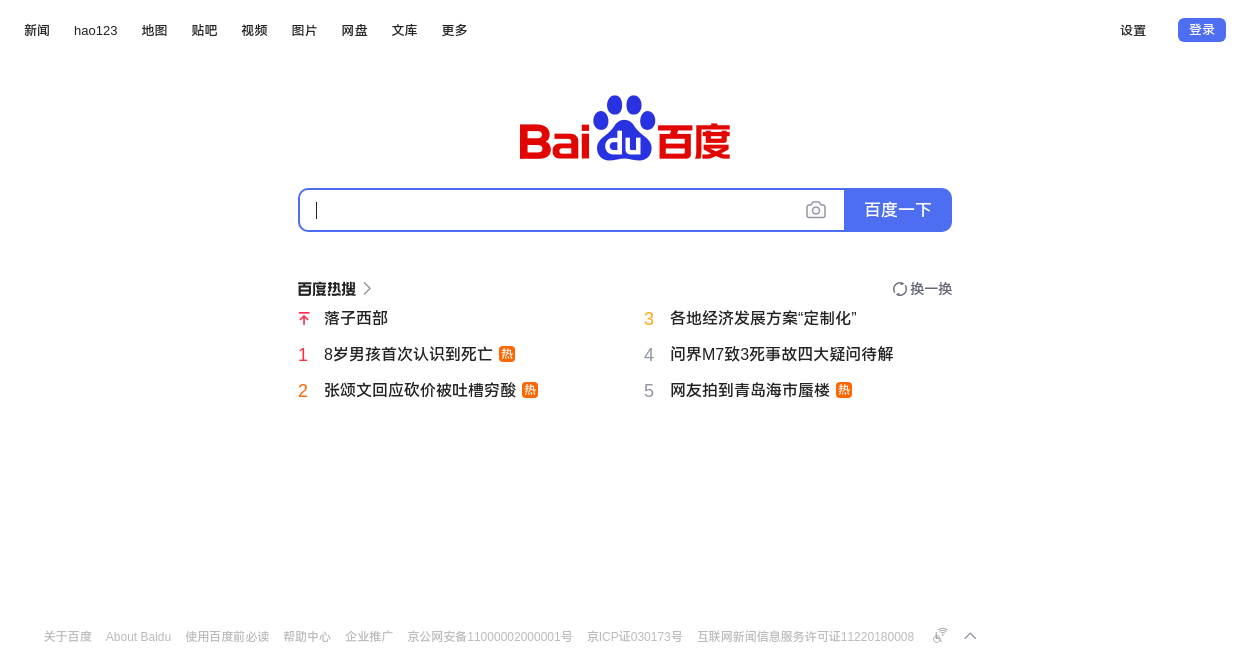 新闻 hao123 地图 贴吧 视频 图片 网盘 文库 更多 设置 登录
Bai du 百度
百度一下
百度热搜 换一换
落子西部
1 8岁男孩首次认识到死亡 热
2 张颂文回应砍价被吐槽穷酸 热
3 各地经济发展方案“定制化”
4 问界M7致3死事故四大疑问待解
5 网友拍到青岛海市蜃楼 热
关于百度 About Baidu 使用百度前必读 帮助中心 企业推广 京公网安备11000002000001号 京ICP证030173号 互联网新闻信息服务许可证11220180008